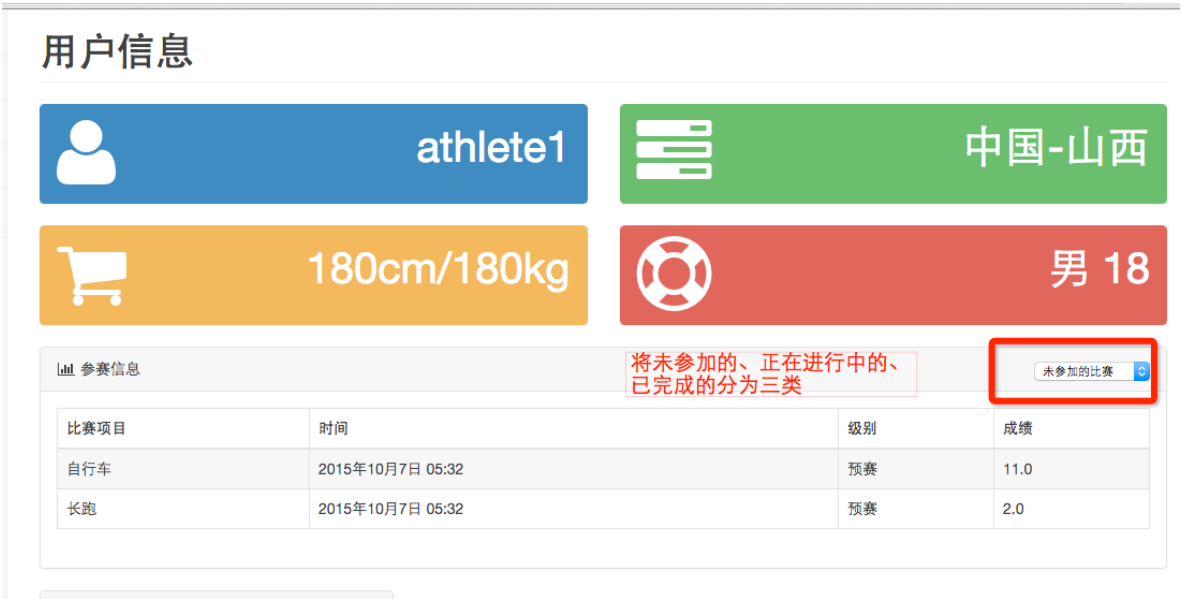 用户信息
athlete1
中国-山西
180cm/180kg
男 18
参赛信息
将未参加的、正在进行中的、
已完成的分为三类
未参加的比赛
比赛项目 时间 级别 成绩
自行车 2015年10月7日 05:32 预赛 11.0
长跑 2015年10月7日 05:32 预赛 2.0